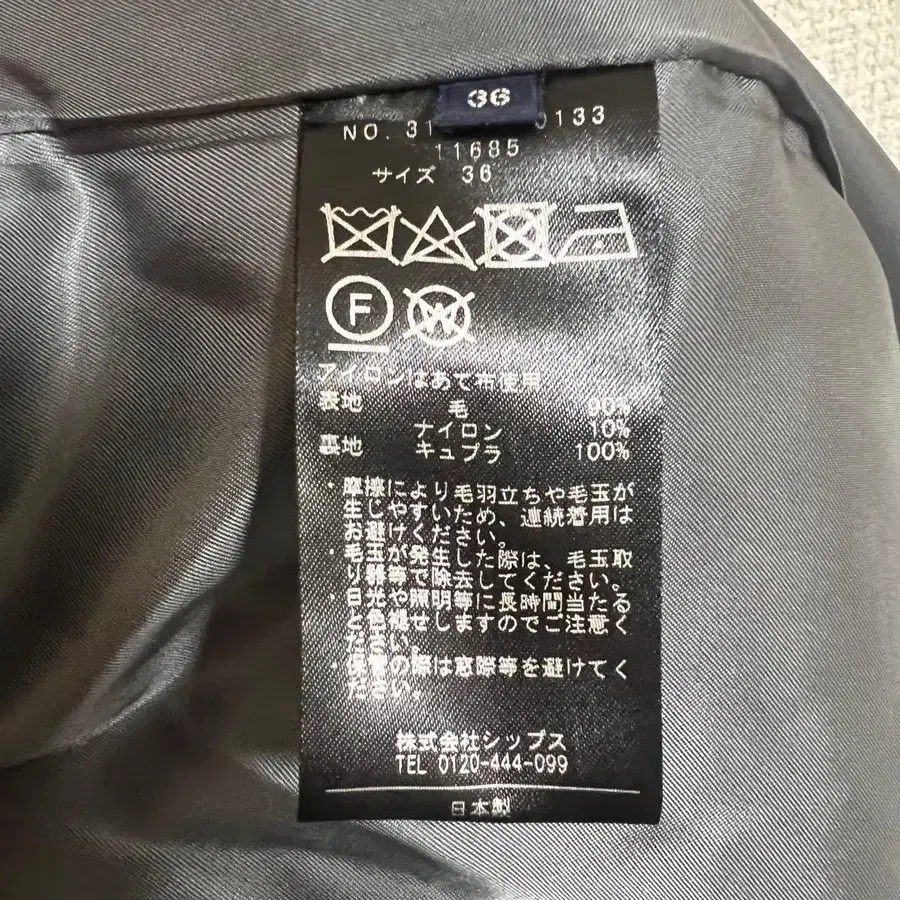 36
NO. 31 0133
11685
サイズ 36
F
W
アイロンはあて布使用
表地 毛 90%
ナイロン 10%
裏地 キュプラ 100%
・摩擦により毛羽立ちや毛玉が
生じやすいため、連続着用は
お避けください。
・毛玉が発生した際は、毛玉取
り器等で除去してください。
・日光や照明等に長時間当たる
と色褪せしますのでご注意く
ださい。
・保管の際は窓際等を避けてく
ださい。
株式会社シップス
TEL 0120-444-099
日本製